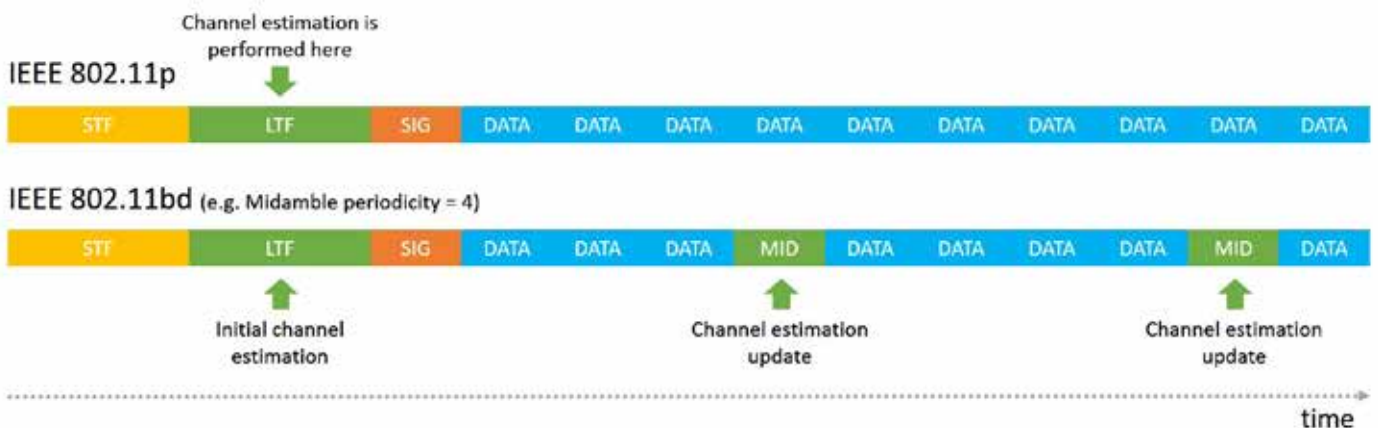 Channel estimation is
performed here
IEEE 802.11p
STF LTF SIG DATA DATA DATA DATA DATA DATA DATA DATA DATA DATA
IEEE 802.11bd (e.g. Midamble periodicity = 4)
STF LTF SIG DATA DATA DATA MID DATA DATA DATA DATA MID DATA
Initial channel
estimation
Channel estimation
update
Channel estimation
update
time